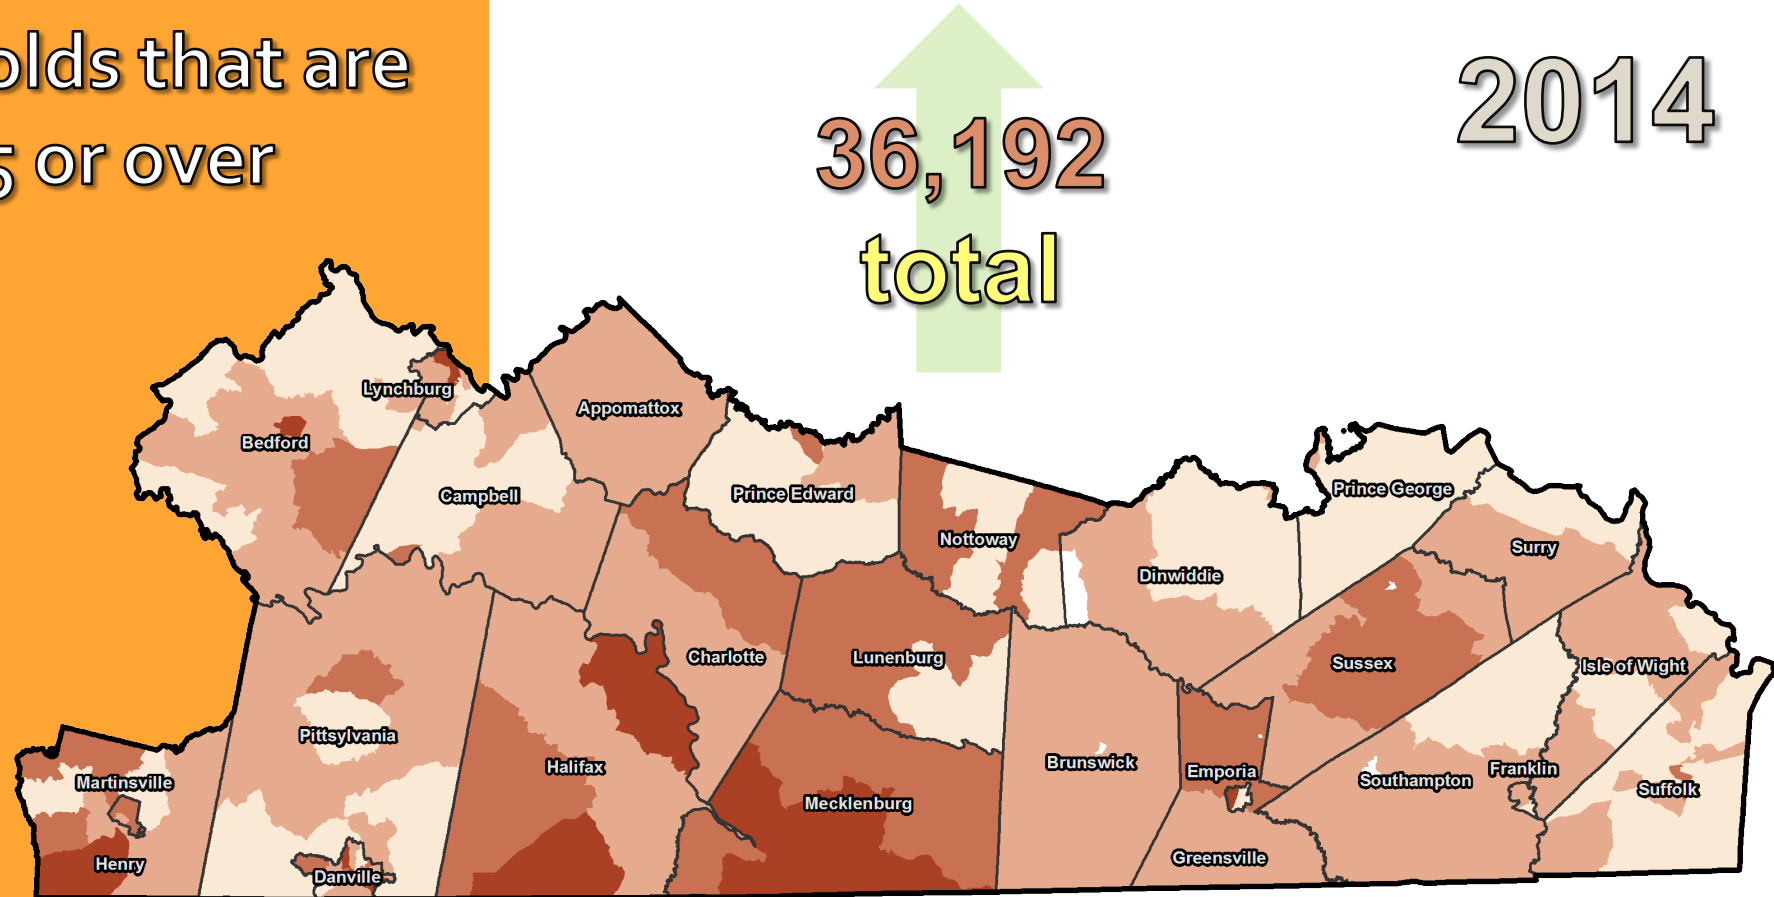 olds that are
5 or over
36,192
total
2014
Lynchburg
Appomattox
Bedford
Campbell
Prince Edward
Prince George
Nottoway
Surry
Dinwiddie
Charlotte
Lunenburg
Sussex
Isle of Wight
Pittsylvania
Halifax
Brunswick
Emporia
Franklin
Southampton
Martinsville
Suffolk
Mecklenburg
Henry
Greensville
Danville